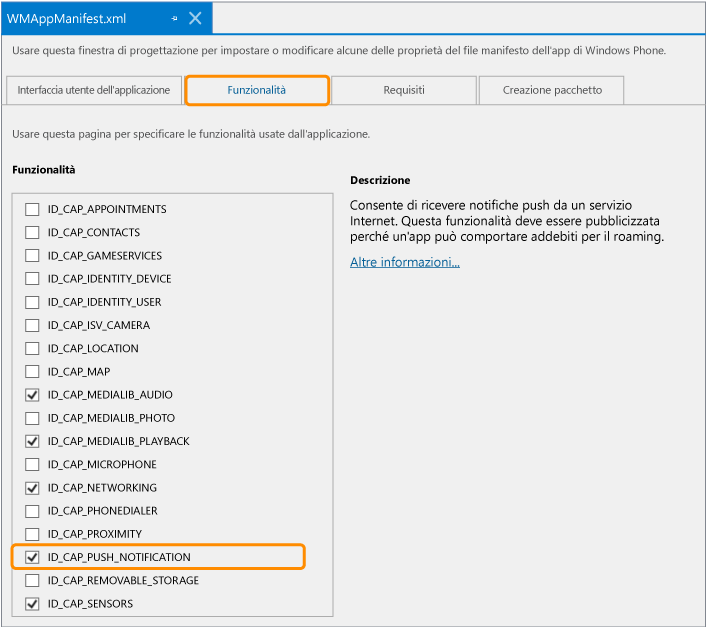 WMAppManifest.xml
Usare questa finestra di progettazione per impostare o modificare alcune delle proprietà del file manifesto dell'app di Windows Phone.
Interfaccia utente dell'applicazione
Funzionalità
Requisiti
Creazione pacchetto
Usare questa pagina per specificare le funzionalità usate dall'applicazione.
Funzionalità
ID_CAP_APPOINTMENTS
ID_CAP_CONTACTS
ID_CAP_GAMESERVICES
ID_CAP_IDENTITY_DEVICE
ID_CAP_IDENTITY_USER
ID_CAP_ISV_CAMERA
ID_CAP_LOCATION
ID_CAP_MAP
ID_CAP_MEDIALIB_AUDIO
ID_CAP_MEDIALIB_PHOTO
ID_CAP_MEDIALIB_PLAYBACK
ID_CAP_MICROPHONE
ID_CAP_NETWORKING
ID_CAP_PHONEDIALER
ID_CAP_PROXIMITY
ID_CAP_PUSH_NOTIFICATION
ID_CAP_REMOVABLE_STORAGE
ID_CAP_SENSORS
Descrizione
Consente di ricevere notifiche push da un servizio
Internet. Questa funzionalità deve essere pubblicizzata
perché un'app può comportare addebiti per il roaming.
Altre informazioni...